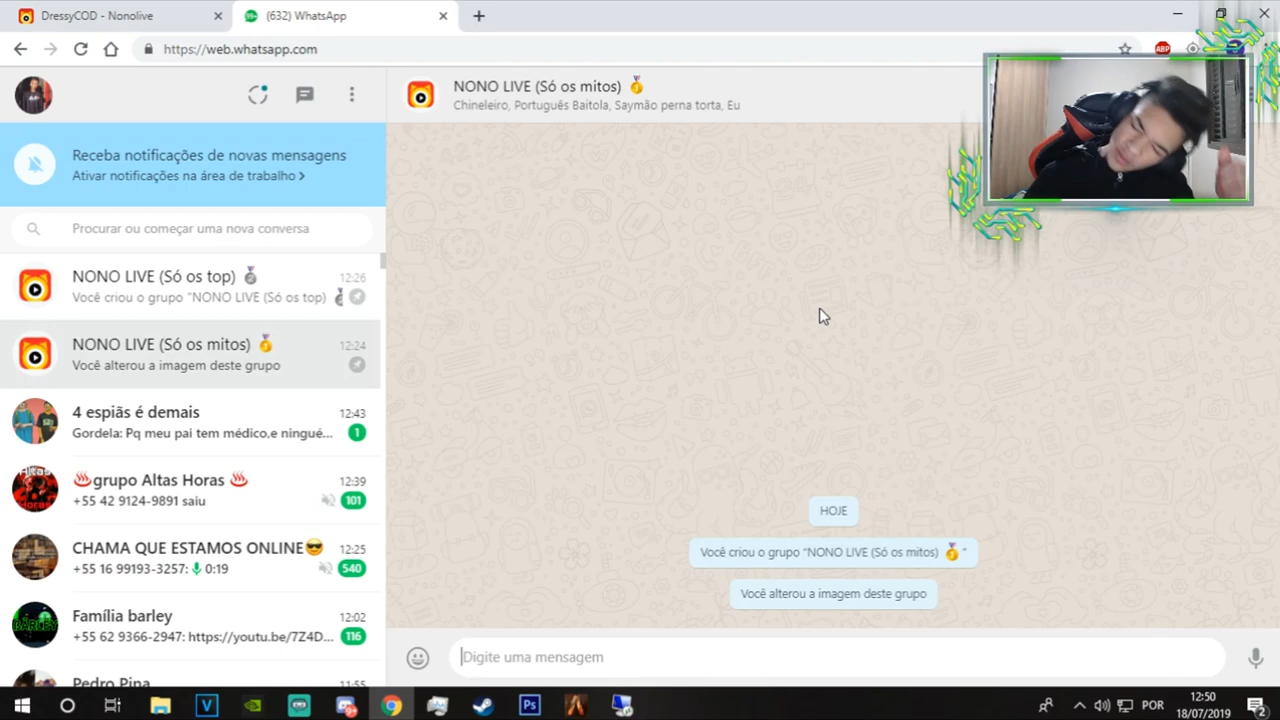 DressyCOD - Nonolive
(632) WhatsApp
https://web.whatsapp.com
ABP
Receba notificações de novas mensagens
Ativar notificações na área de trabalho >
Procurar ou começar uma nova conversa
NONO LIVE (Só os top) 🥈
12:26
Você criou o grupo "NONO LIVE (Só os top) 🥈
NONO LIVE (Só os mitos) 🥇
12:24
Você alterou a imagem deste grupo
4 espiãs é demais
12:43
Gordela: Pq meu pai tem médico,e ningué...
1
♨️grupo Altas Horas ♨️
12:39
+55 42 9124-9891 saiu
101
CHAMA QUE ESTAMOS ONLINE😎
12:25
+55 16 99193-3257: 0:19
540
Família barley
12:02
+55 62 9366-2947: https://youtu.be/7Z4D...
116
Pedro Pina
11:55
NONO LIVE (Só os mitos) 🥇
Chineleiro, Português Baitola, Saymão perna torta, Eu
HOJE
Você criou o grupo "NONO LIVE (Só os mitos) 🥇"
Você alterou a imagem deste grupo
Digite uma mensagem
POR
12:50
18/07/2019
2